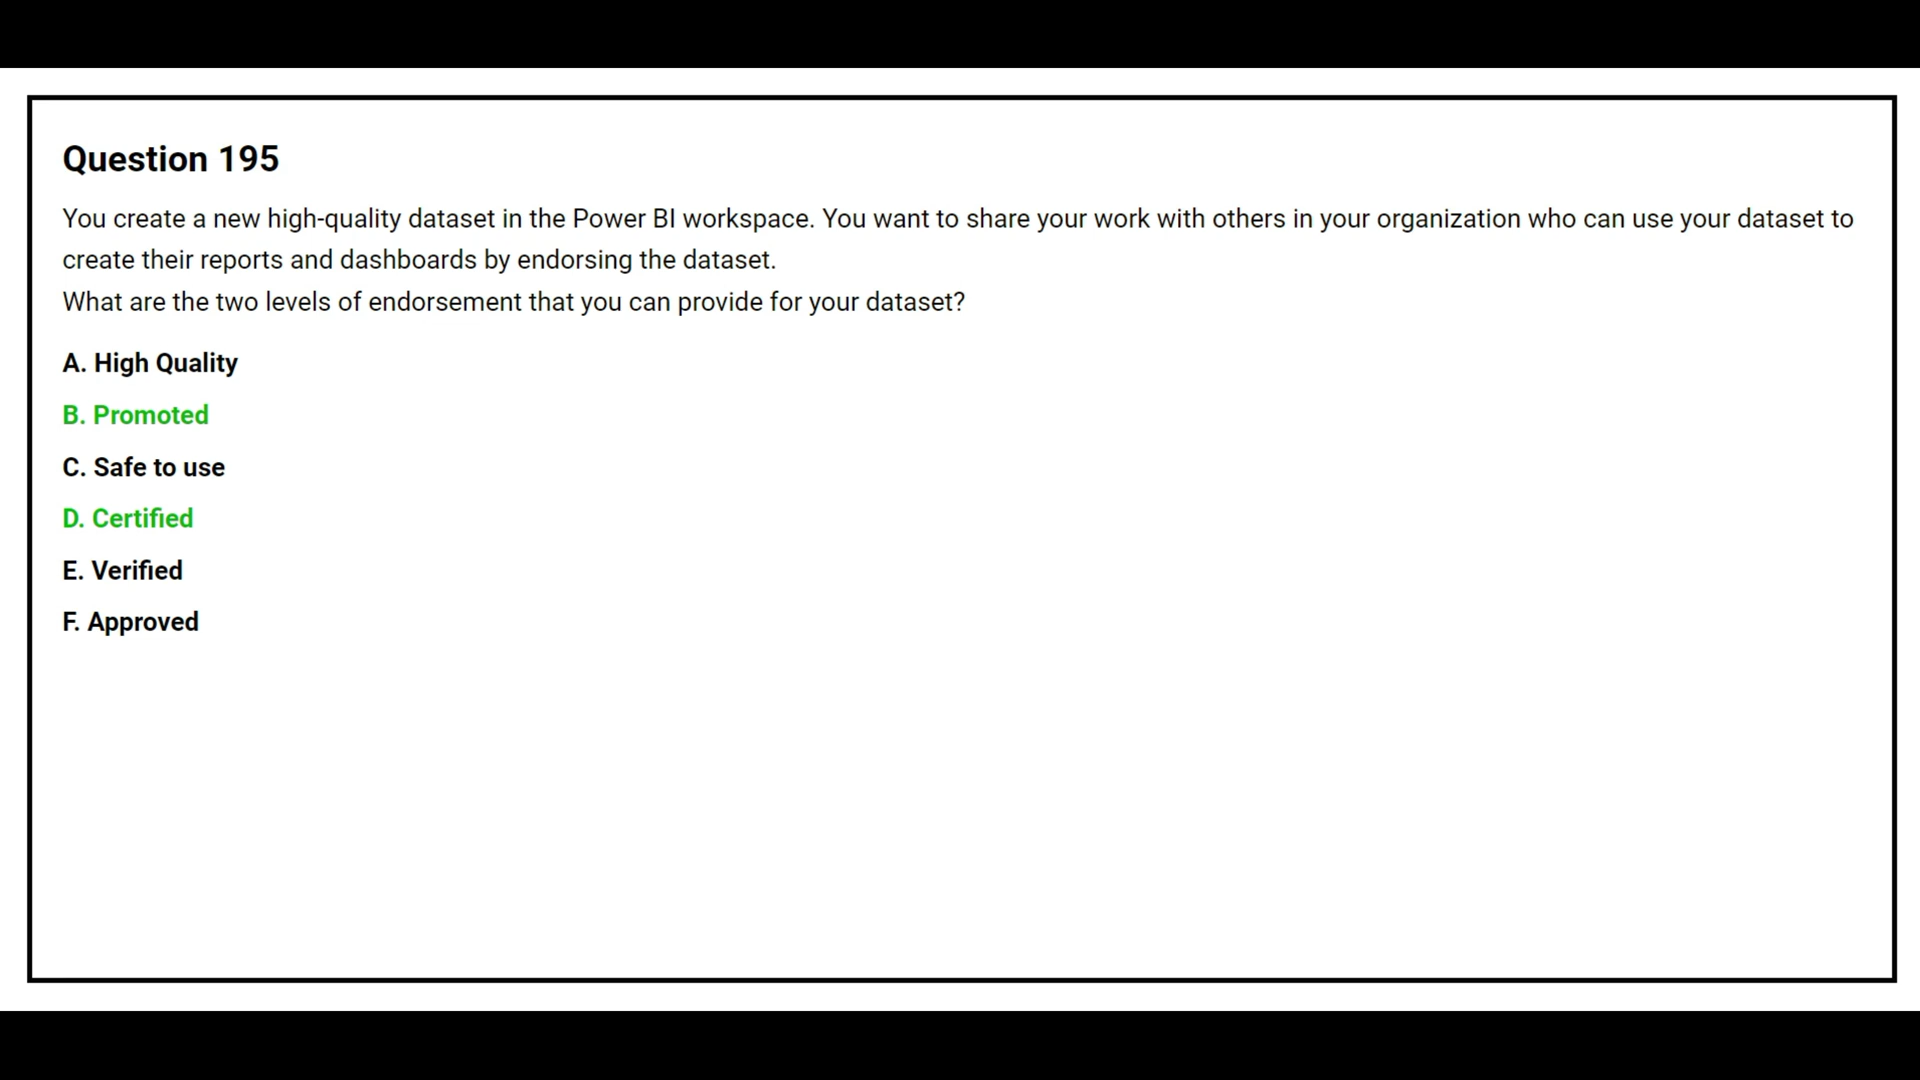 Question 195
You create a new high-quality dataset in the Power BI workspace. You want to share your work with others in your organization who can use your dataset to
create their reports and dashboards by endorsing the dataset.
What are the two levels of endorsement that you can provide for your dataset?
A. High Quality
B. Promoted
C. Safe to use
D. Certified
E. Verified
F. Approved